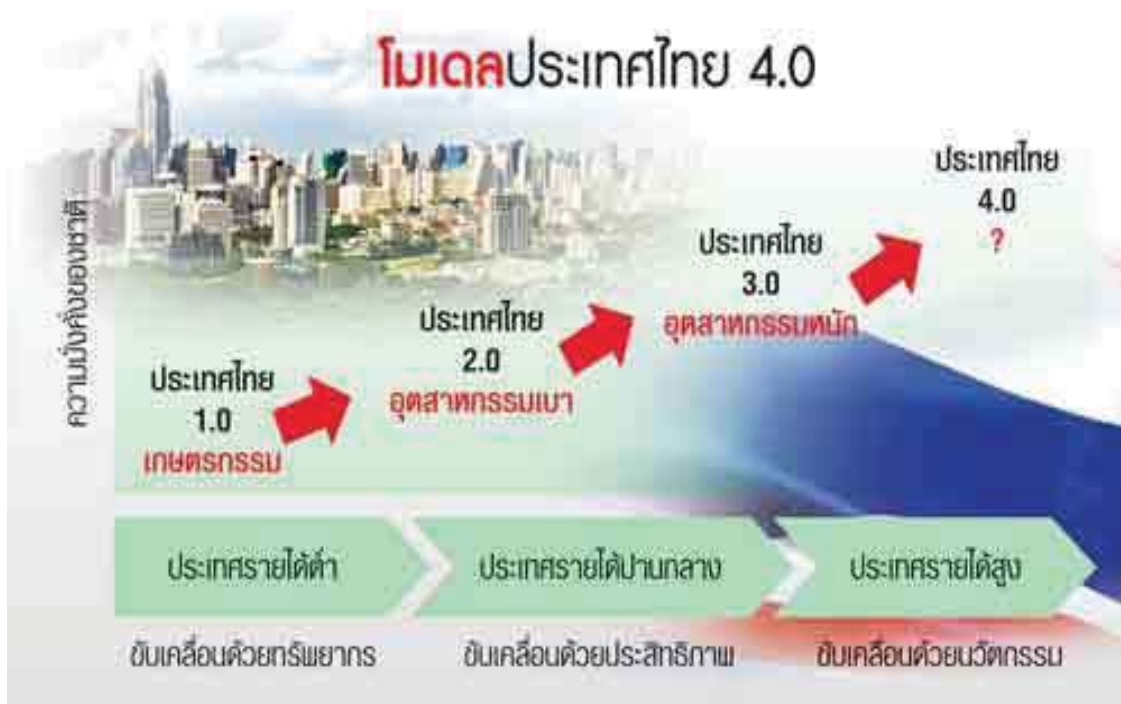 โมเดลประเทศไทย 4.0
ความมั่งคั่งของชาติ
ประเทศไทย
1.0
เกษตรกรรม
ประเทศไทย
2.0
อุตสาหกรรมเบา
ประเทศไทย
3.0
อุตสาหกรรมหนัก
ประเทศไทย
4.0
?
ประเทศรายได้ต่ำ
ประเทศรายได้ปานกลาง
ประเทศรายได้สูง
ขับเคลื่อนด้วยทรัพยากร
ขับเคลื่อนด้วยประสิทธิภาพ
ขับเคลื่อนด้วยนวัตกรรม